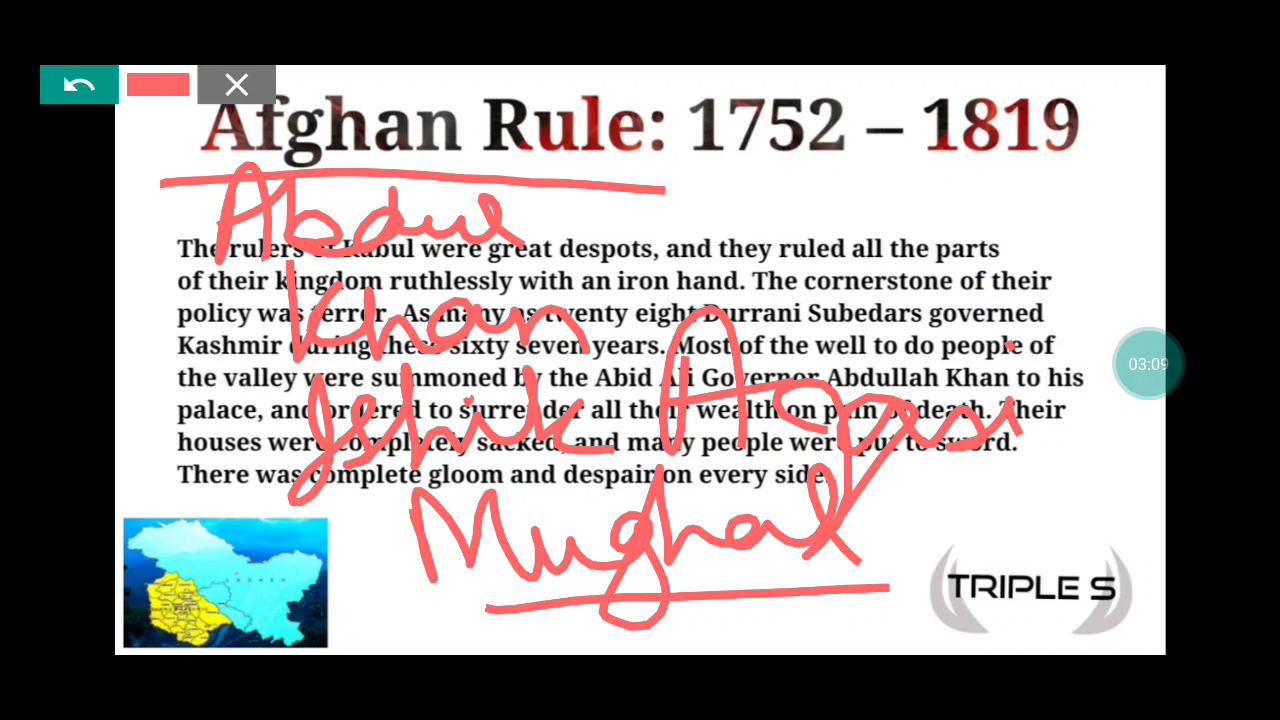 Afghan Rule: 1752 – 1819
Abdul
The rulers of Kabul were great despots, and they ruled all the parts
of their kingdom ruthlessly with an iron hand. The cornerstone of their
Khan
policy was terror. As many as twenty eight Durrani Subedars governed
Kashmir during these sixty seven years. Most of the well to do people of
03:09
the valley were summoned by the Abid Ali Governor Abdullah Khan to his
palace, and ordered to surrender all their wealth on pain of death. Their
Ishik Aqasi
houses were completely sacked, and many people were put to sword.
There was complete gloom and despair on every side.
Mughal
TRIPLE S